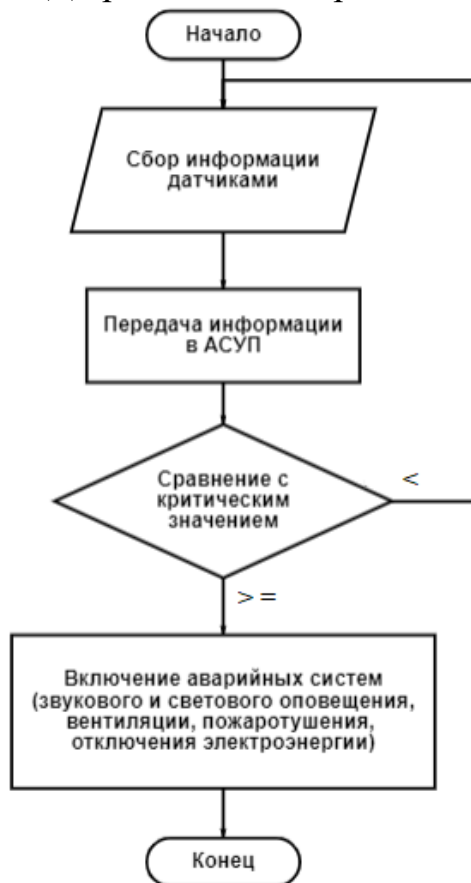 Начало
Сбор информации
датчиками
Передача информации
в АСУП
Сравнение с
критическим
значением
<
>=
Включение аварийных систем
(звукового и светового оповещения,
вентиляции, пожаротушения,
отключения электроэнергии)
Конец